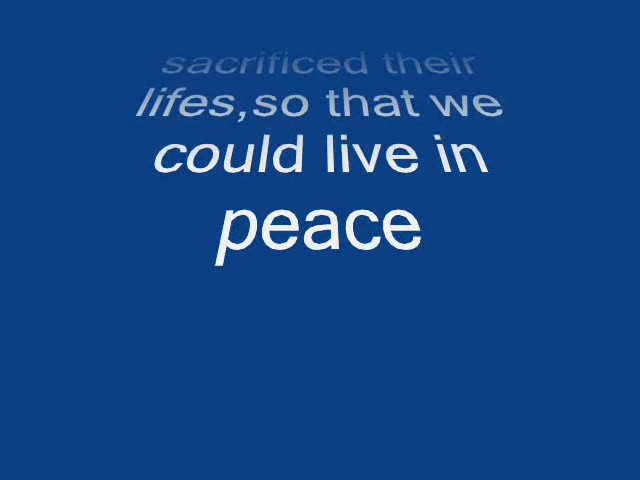 sacrificed their
lifes,so that we
could live in
peace